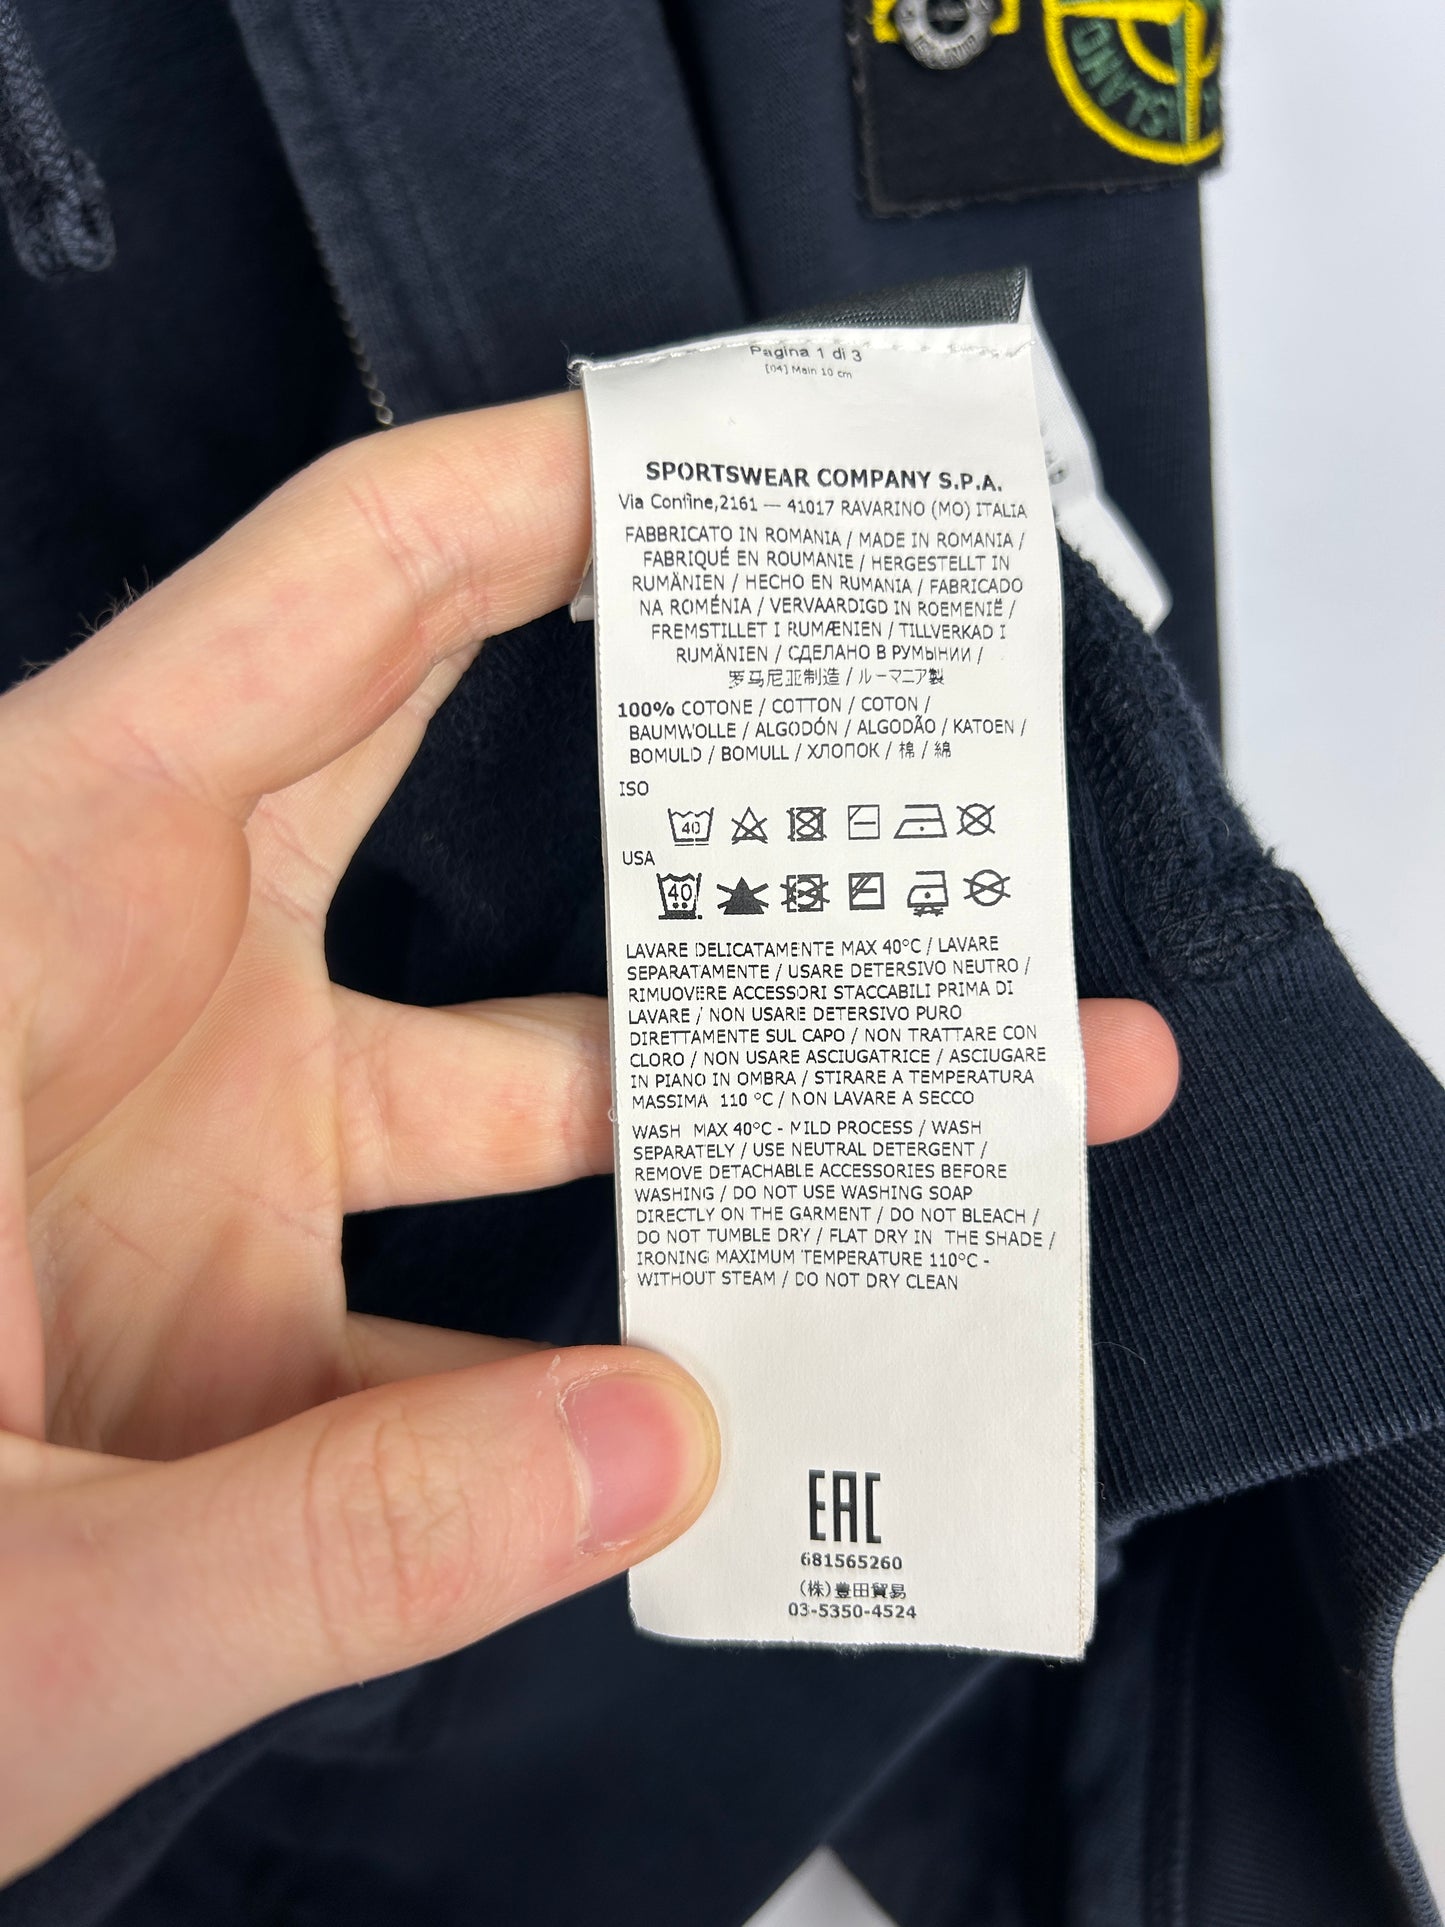 ISLAND
Pagina 1 di 3
[04] Main 10 cm
SPORTSWEAR COMPANY S.P.A.
Via Confine,2161 — 41017 RAVARINO (MO) ITALIA
FABBRICATO IN ROMANIA / MADE IN ROMANIA /
FABRIQUÉ EN ROUMANIE / HERGESTELLT IN
RUMÄNIEN / HECHO EN RUMANIA / FABRICADO
NA ROMÉNIA / VERVAARDIGD IN ROEMENIË /
FREMSTILLET I RUMÆNIEN / TILLVERKAD I
RUMÄNIEN / СДЕЛАНО В РУМЫНИИ /
罗马尼亚制造 / ルーマニア製
100% COTONE / COTTON / COTON /
BAUMWOLLE / ALGODÓN / ALGODÃO / KATOEN /
BOMULD / BOMULL / ХЛОПОК / 棉 / 綿
ISO
40
USA
40
LAVARE DELICATAMENTE MAX 40°C / LAVARE
SEPARATAMENTE / USARE DETERSIVO NEUTRO /
RIMUOVERE ACCESSORI STACCABILI PRIMA DI
LAVARE / NON USARE DETERSIVO PURO
DIRETTAMENTE SUL CAPO / NON TRATTARE CON
CLORO / NON USARE ASCIUGATRICE / ASCIUGARE
IN PIANO IN OMBRA / STIRARE A TEMPERATURA
MASSIMA 110 °C / NON LAVARE A SECCO
WASH MAX 40°C - MILD PROCESS / WASH
SEPARATELY / USE NEUTRAL DETERGENT /
REMOVE DETACHABLE ACCESSORIES BEFORE
WASHING / DO NOT USE WASHING SOAP
DIRECTLY ON THE GARMENT / DO NOT BLEACH /
DO NOT TUMBLE DRY / FLAT DRY IN THE SHADE /
IRONING MAXIMUM TEMPERATURE 110°C -
WITHOUT STEAM / DO NOT DRY CLEAN
EAC
681565260
(株)豊田貿易
03-5350-4524